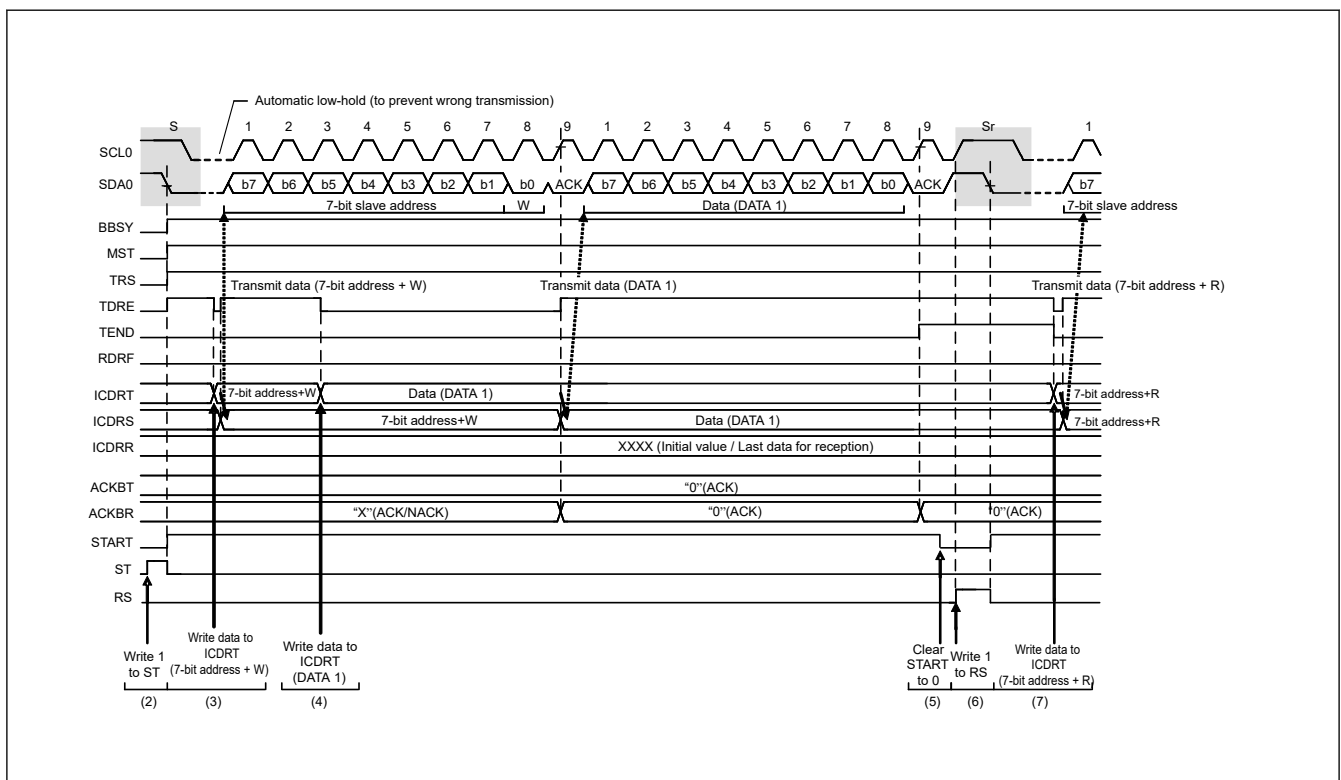 Automatic low-hold (to prevent wrong transmission)
S 1 2 3 4 5 6 7 8 9 1 2 3 4 5 6 7 8 9 Sr 1
SCL0
SDA0 b7 b6 b5 b4 b3 b2 b1 b0 ACK b7 b6 b5 b4 b3 b2 b1 b0 ACK b7
7-bit slave address W Data (DATA 1) 7-bit slave address
BBSY
MST
TRS
Transmit data (7-bit address + W) Transmit data (DATA 1) Transmit data (7-bit address + R)
TDRE
TEND
RDRF
ICDRT 7-bit address+W Data (DATA 1) 7-bit address+R
ICDRS 7-bit address+W Data (DATA 1) 7-bit address+R
ICDRR XXXX (Initial value / Last data for reception)
ACKBT "0"(ACK)
ACKBR "X"(ACK/NACK) "0"(ACK) "0"(ACK)
START
ST
RS
Write 1
to ST
Write data to
ICDRT
(7-bit address + W)
Write data to
ICDRT
(DATA 1)
Clear
START
to 0
Write 1
to RS
Write data to
ICDRT
(7-bit address + R)
(2) (3) (4) (5) (6) (7)